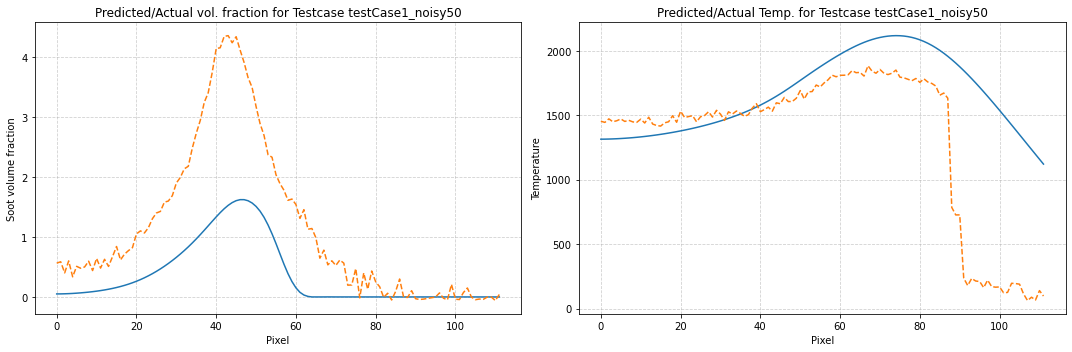 Predicted/Actual vol. fraction for Testcase testCase1_noisy50
4
3
2
1
0
Soot volume fraction
0 20 40 60 80 100
Pixel
Predicted/Actual Temp. for Testcase testCase1_noisy50
2000
1500
1000
500
0
Temperature
0 20 40 60 80 100
Pixel